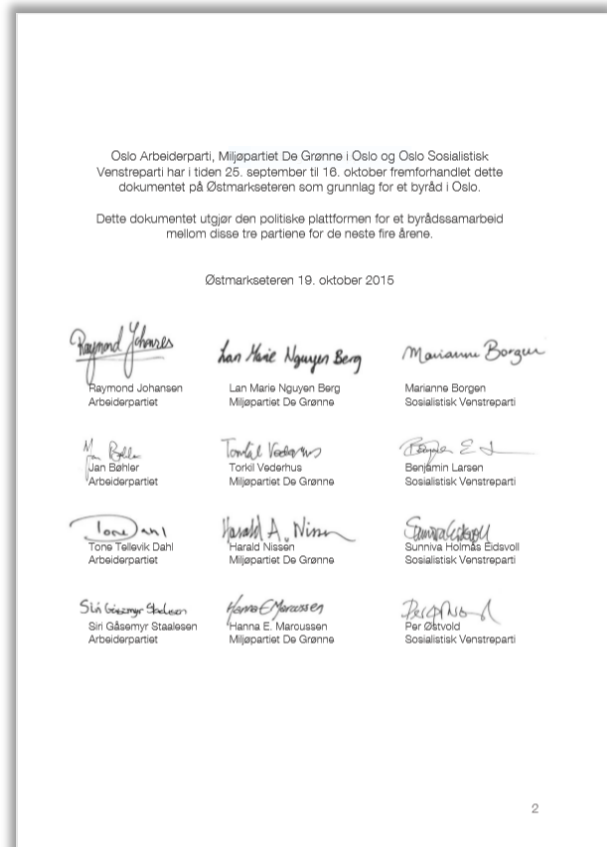 Oslo Arbeiderparti, Miljøpartiet De Grønne i Oslo og Oslo Sosialistisk
Venstreparti har i tiden 25. september til 16. oktober fremforhandlet dette
dokumentet på Østmarkseteren som grunnlag for et byråd i Oslo.
Dette dokumentet utgjør den politiske plattformen for et byrådssamarbeid
mellom disse tre partiene for de neste fire årene.
Østmarkseteren 19. oktober 2015
Raymond Johansen
Lan Marie Nguyen Berg
Marianne Borgen
Raymond Johansen
Lan Marie Nguyen Berg
Marianne Borgen
Arbeiderpartiet
Miljøpartiet De Grønne
Sosialistisk Venstreparti
Jan Bøhler
Torkil Vederhus
Benjamin Larsen
Arbeiderpartiet
Miljøpartiet De Grønne
Sosialistisk Venstreparti
Tone Dahl
Harald A. Nissen
Tone Tellevik Dahl
Harald Nissen
Sunniva Holmås Eidsvoll
Arbeiderpartiet
Miljøpartiet De Grønne
Sosialistisk Venstreparti
Siri Gåsemyr Staalesen
Hanna E Marcussen
Siri Gåsemyr Staalesen
Hanna E. Marcussen
Per Østvold
Arbeiderpartiet
Miljøpartiet De Grønne
Sosialistisk Venstreparti
2